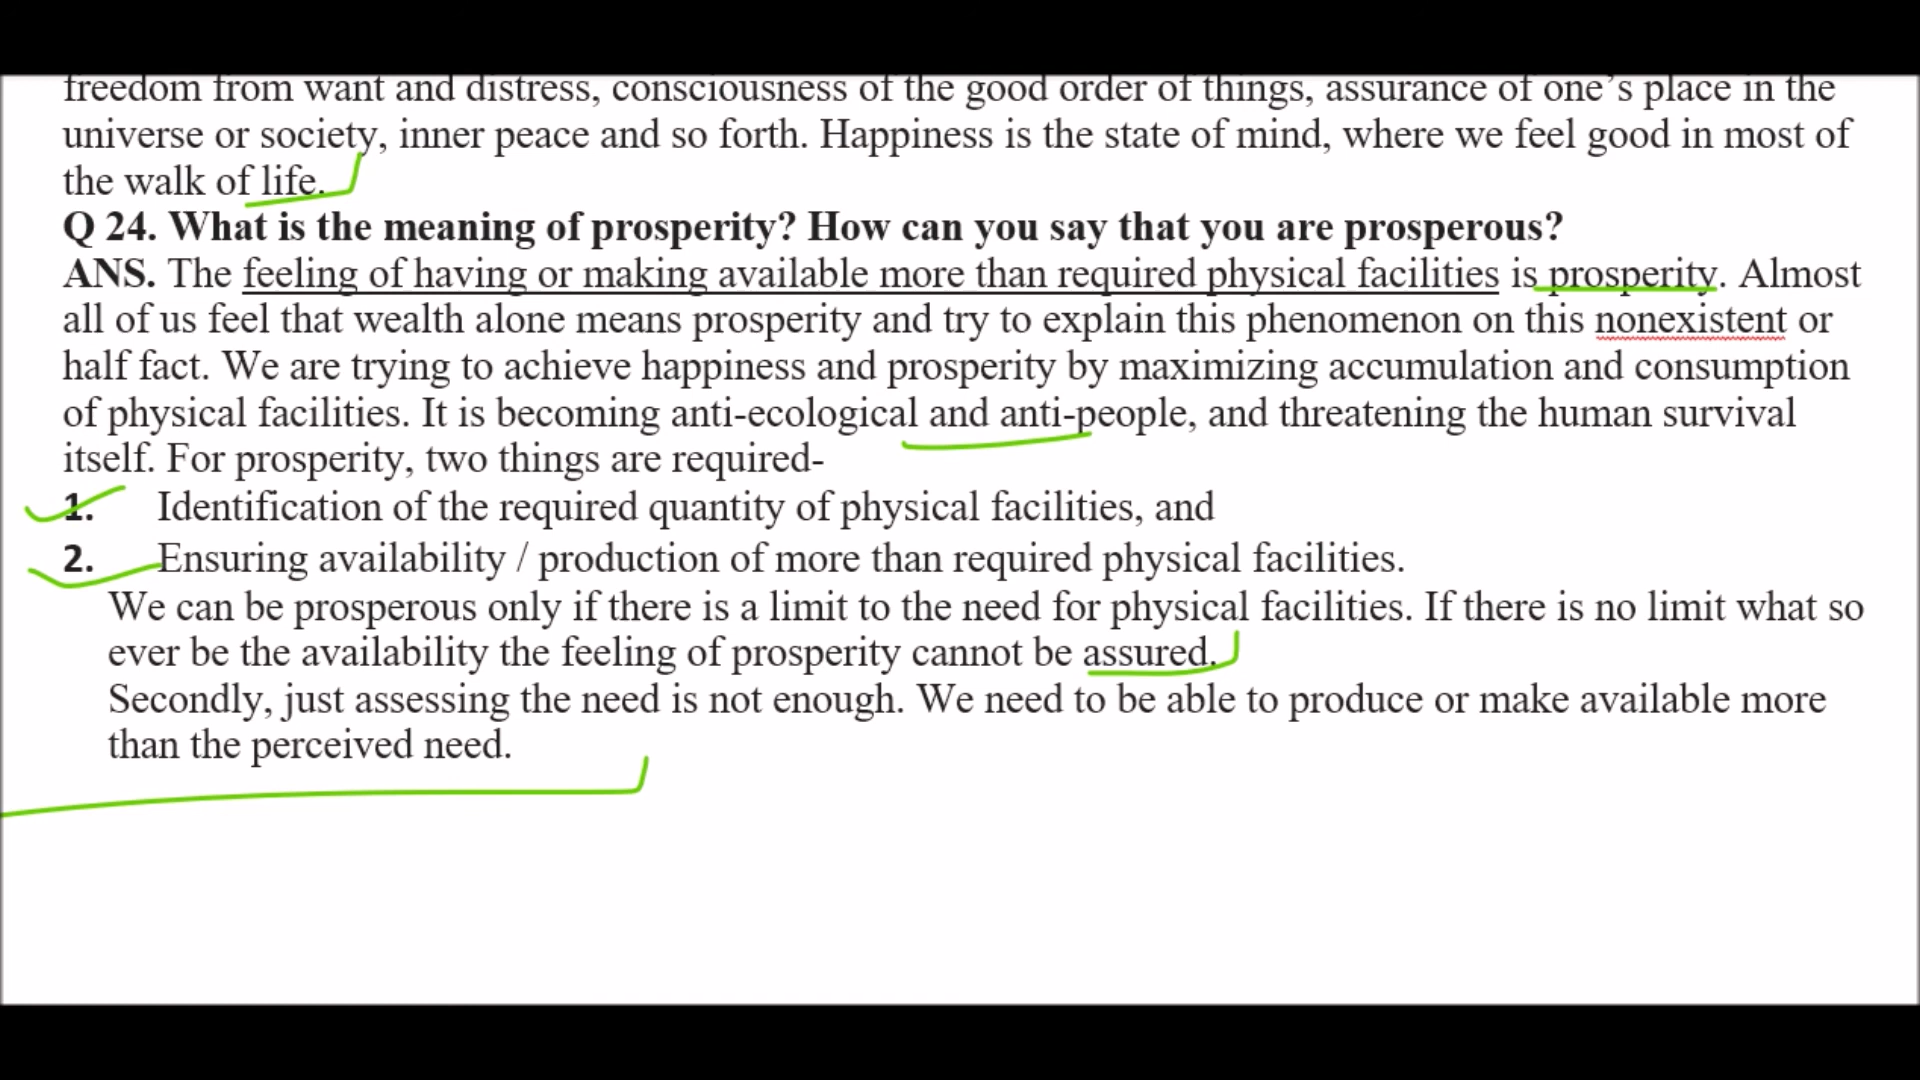 freedom from want and distress, consciousness of the good order of things, assurance of one’s place in the
universe or society, inner peace and so forth. Happiness is the state of mind, where we feel good in most of
the walk of life.
Q 24. What is the meaning of prosperity? How can you say that you are prosperous?
ANS. The feeling of having or making available more than required physical facilities is prosperity. Almost
all of us feel that wealth alone means prosperity and try to explain this phenomenon on this nonexistent or
half fact. We are trying to achieve happiness and prosperity by maximizing accumulation and consumption
of physical facilities. It is becoming anti-ecological and anti-people, and threatening the human survival
itself. For prosperity, two things are required-
1. Identification of the required quantity of physical facilities, and
2. Ensuring availability / production of more than required physical facilities.
We can be prosperous only if there is a limit to the need for physical facilities. If there is no limit what so
ever be the availability the feeling of prosperity cannot be assured.
Secondly, just assessing the need is not enough. We need to be able to produce or make available more
than the perceived need.